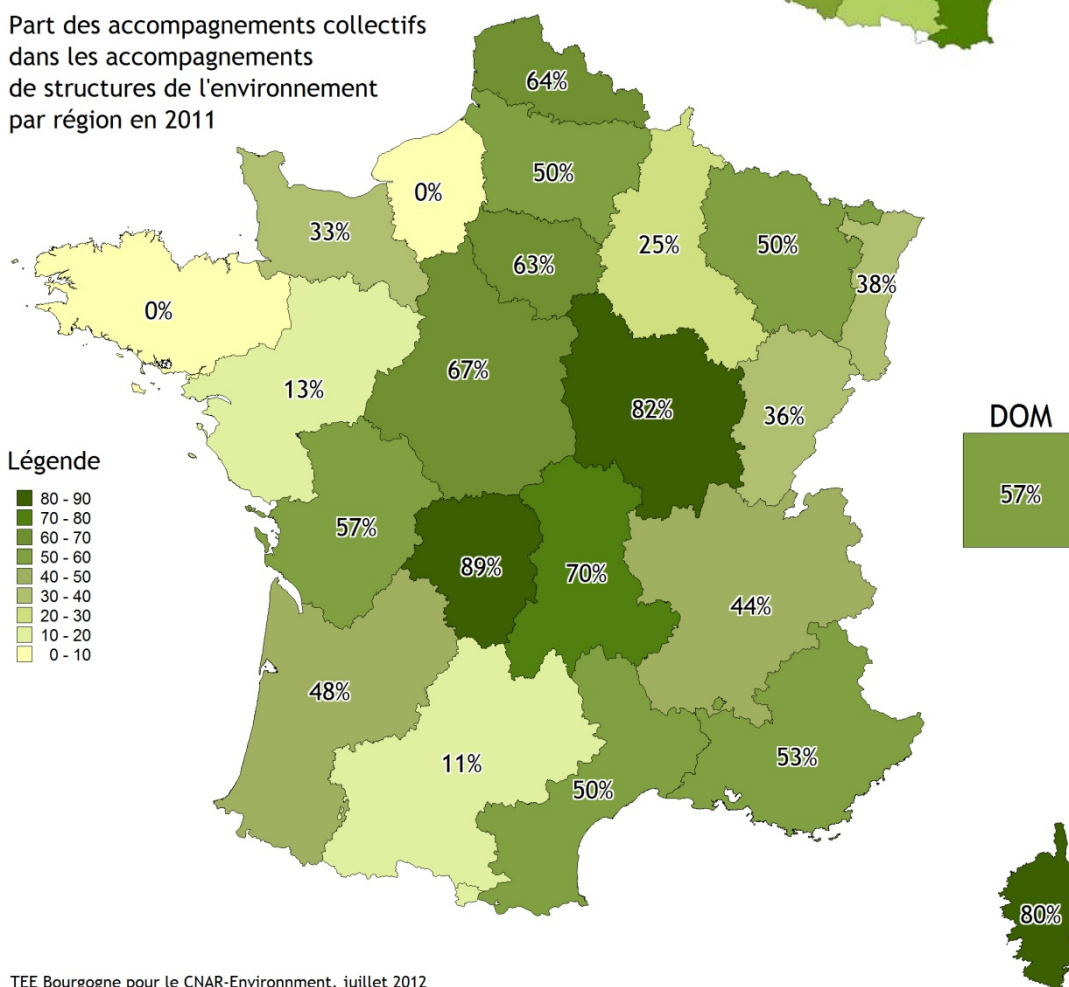 Part des accompagnements collectifs
dans les accompagnements
de structures de l'environnement
par région en 2011
64%
50%
0%
33%
25%
50%
63%
38%
0%
67%
13%
82%
36%
DOM
57%
Légende
80 - 90
70 - 80
60 - 70
50 - 60
40 - 50
30 - 40
20 - 30
10 - 20
0 - 10
57%
89%
70%
44%
48%
11%
53%
50%
80%
TEE Bourgogne pour le CNAR-Environnment, juillet 2012